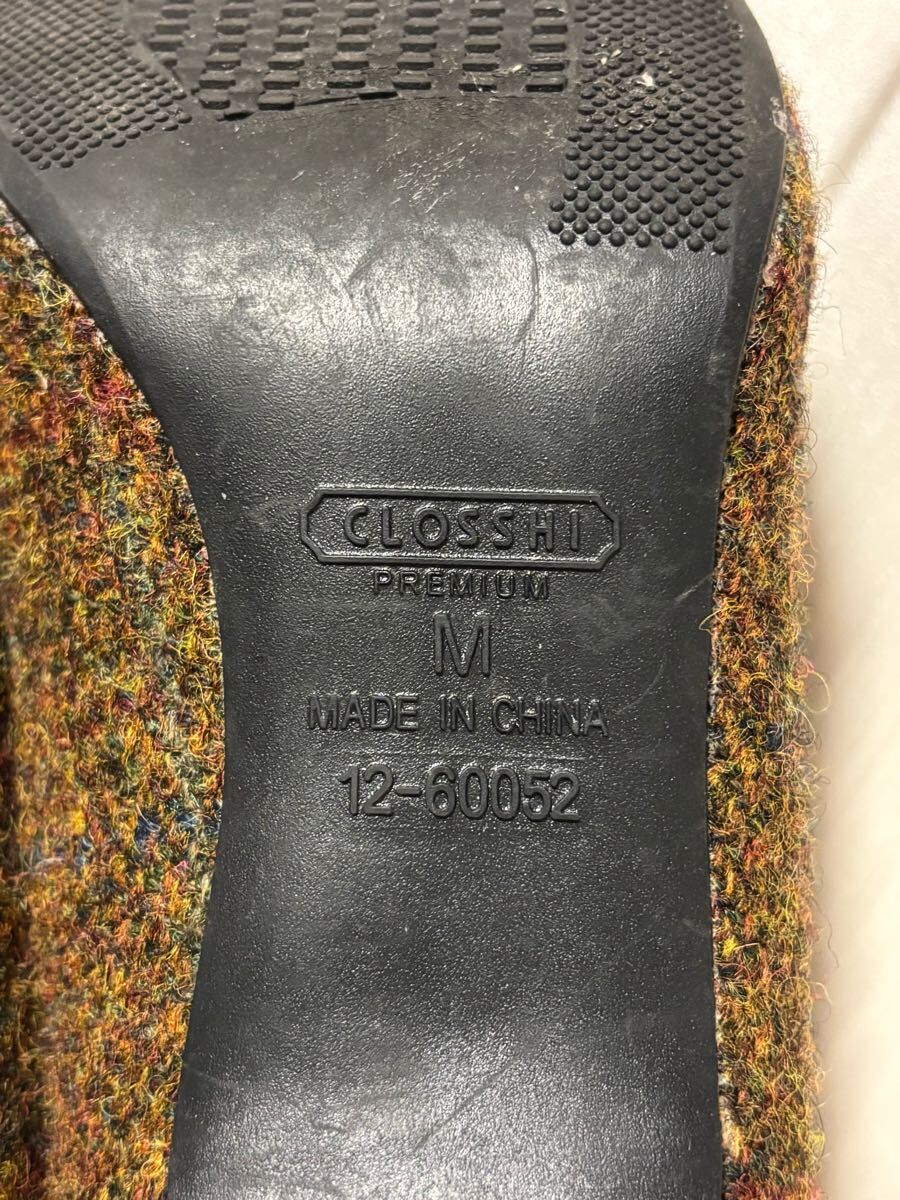 CLOSSHI
PREMIUM
M
MADE IN CHINA
12-60052